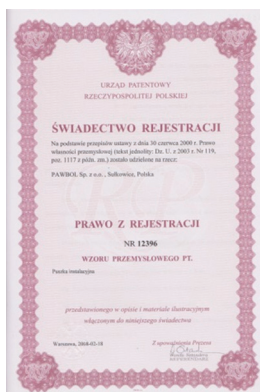 URZĄD PATENTOWY
RZECZYPOSPOLITEJ POLSKIEJ
ŚWIADECTWO REJESTRACJI
Na podstawie przepisów ustawy z dnia 30 czerwca 2000 r. Prawo
własności przemysłowej (tekst jednolity: Dz. U. z 2003 r. Nr 119,
poz. 1117 z późn. zm.) zostało udzielone na rzecz:
PAWBOL Sp. z o.o., Sułkowice, Polska
PRAWO Z REJESTRACJI
NR 12396
WZORU PRZEMYSŁOWEGO PT.
Puszka instalacyjna
przedstawionego w opisie i materiale ilustracyjnym
włączonym do niniejszego świadectwa
Warszawa, 2008-02-18
Z upoważnienia Prezesa